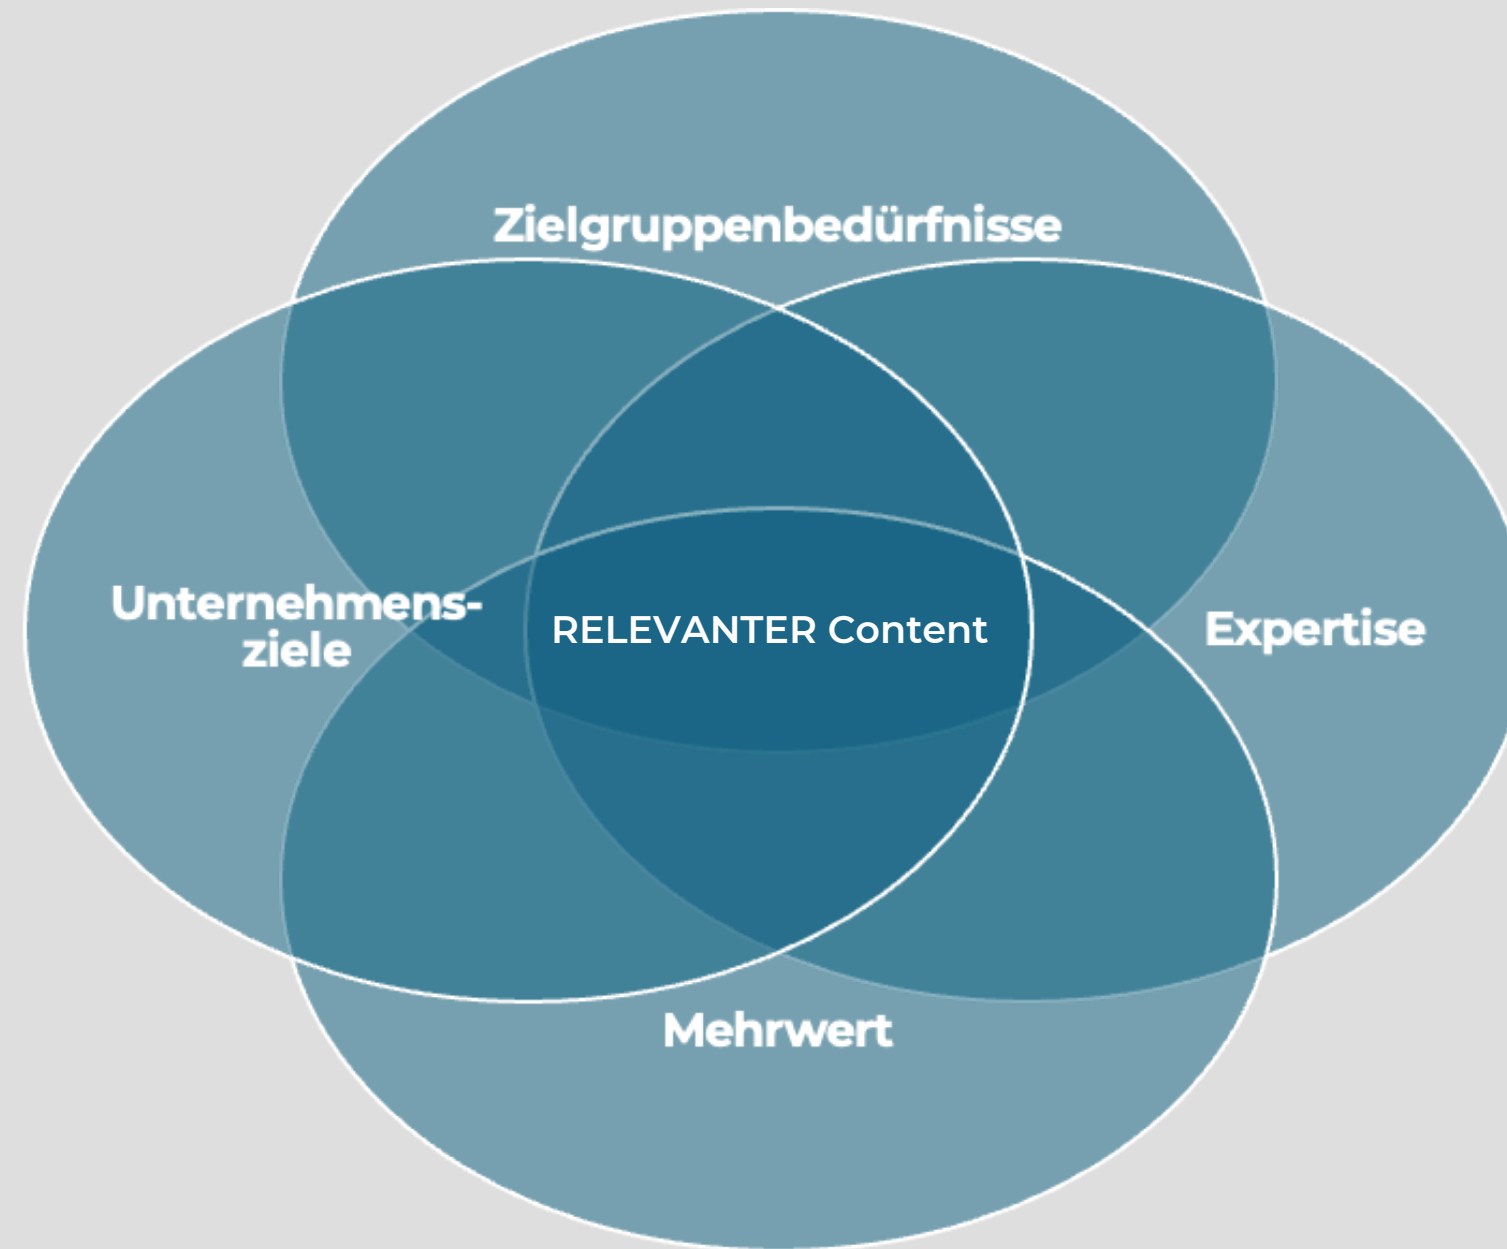 Zielgruppenbedürfnisse
Unternehmens-
ziele
RELEVANTER Content
Expertise
Mehrwert